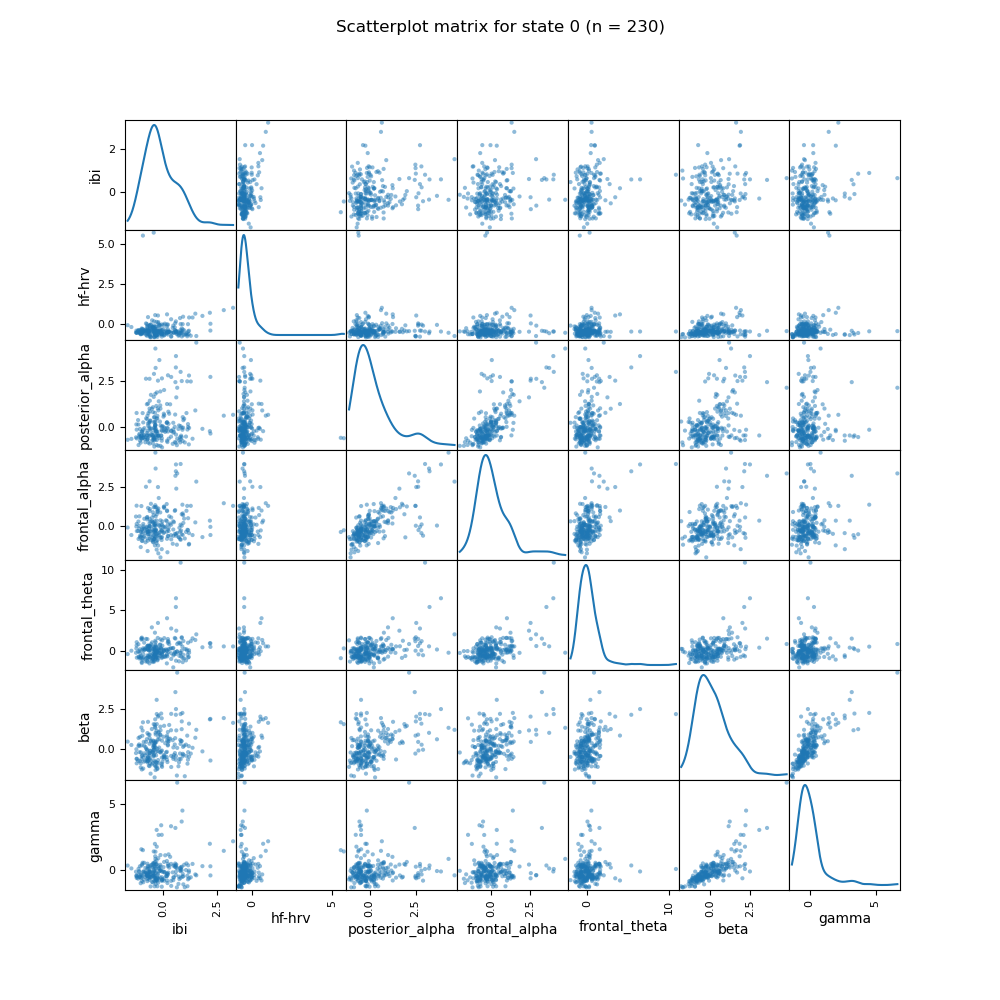 Scatterplot matrix for state 0 (n = 230)
ibi
2
0
hf-hrv
5.0
2.5
0.0
posterior_alpha
2.5
0.0
frontal_alpha
2.5
0.0
frontal_theta
10
5
0
beta
2.5
0.0
gamma
5
0
0.0 2.5 0 5 0.0 2.5 0.0 2.5 0 10 0.0 2.5 0 5
ibi hf-hrv posterior_alpha frontal_alpha frontal_theta beta gamma